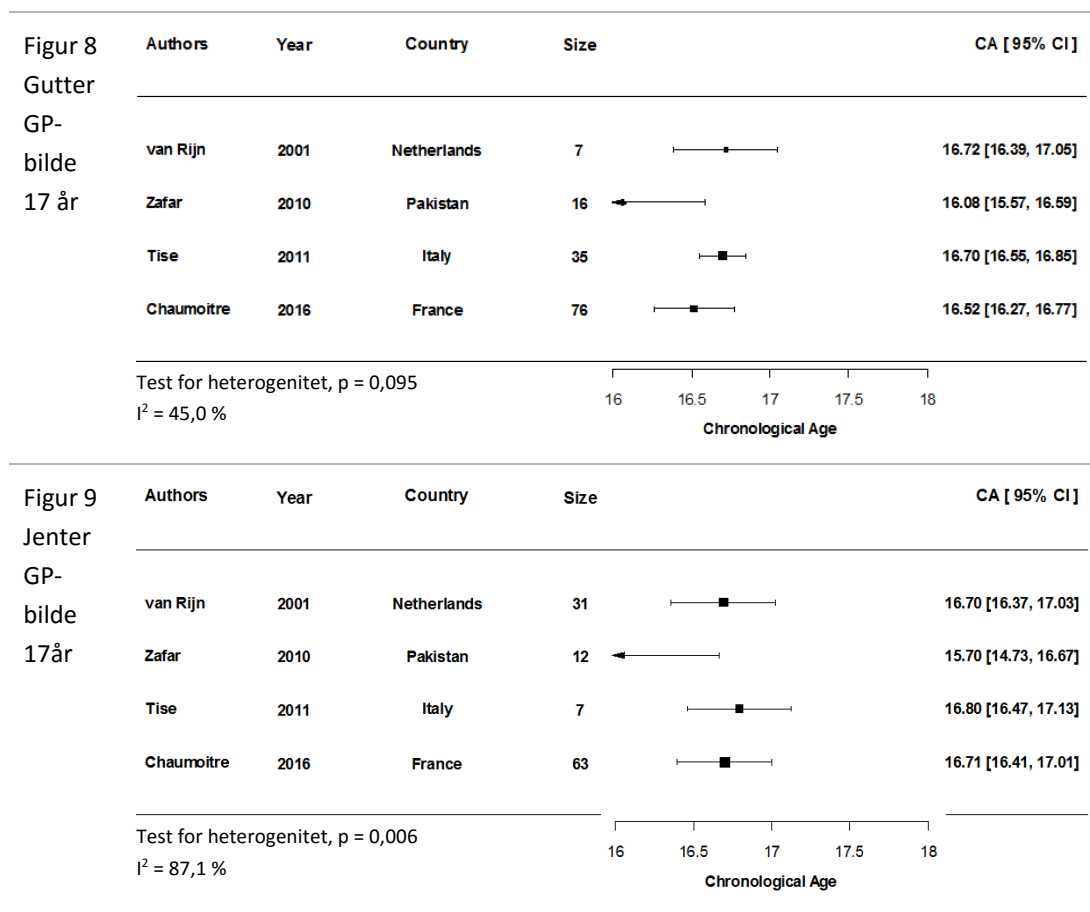 Figur 8
Gutter
GP-
bilde
17 år
Authors Year Country Size CA [ 95% CI ]
van Rijn 2001 Netherlands 7 16.72 [16.39, 17.05]
Zafar 2010 Pakistan 16 16.08 [15.57, 16.59]
Tise 2011 Italy 35 16.70 [16.55, 16.85]
Chaumoitre 2016 France 76 16.52 [16.27, 16.77]
Test for heterogenitet, p = 0,095
I² = 45,0 %
16 16.5 17 17.5 18
Chronological Age
Figur 9
Jenter
GP-
bilde
17år
Authors Year Country Size CA [ 95% CI ]
van Rijn 2001 Netherlands 31 16.70 [16.37, 17.03]
Zafar 2010 Pakistan 12 15.70 [14.73, 16.67]
Tise 2011 Italy 7 16.80 [16.47, 17.13]
Chaumoitre 2016 France 63 16.71 [16.41, 17.01]
Test for heterogenitet, p = 0,006
I² = 87,1 %
16 16.5 17 17.5 18
Chronological Age